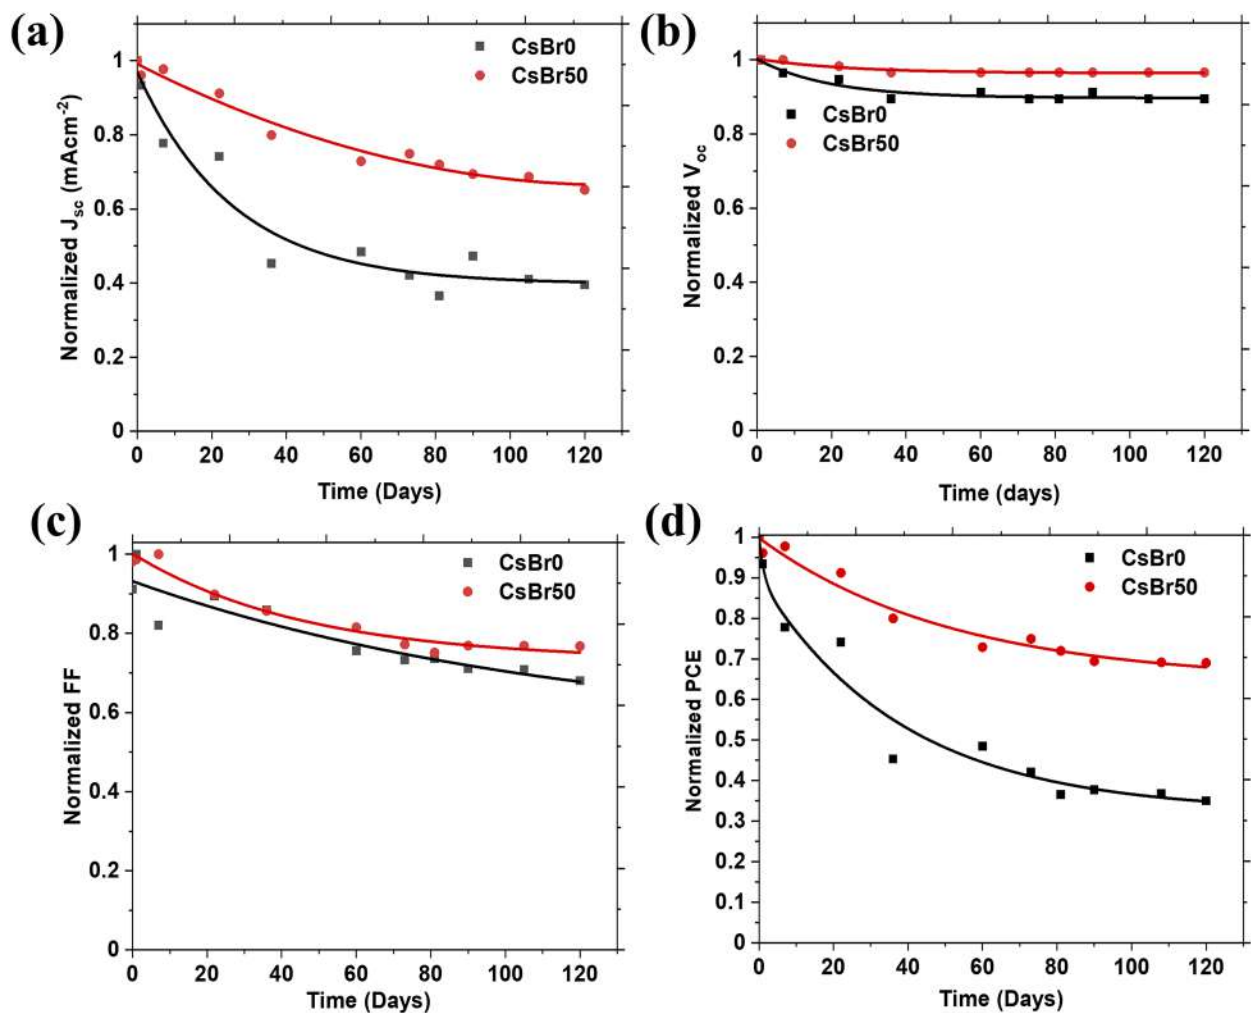 (a)
CsBr0
CsBr50
Normalized Jsc (mAcm-2)
1
0.8
0.6
0.4
0.2
0
0 20 40 60 80 100 120
Time (Days)
(b)
CsBr0
CsBr50
Normalized Voc
1
0.8
0.6
0.4
0.2
0
0 20 40 60 80 100 120
Time (days)
(c)
CsBr0
CsBr50
Normalized FF
1
0.8
0.6
0.4
0.2
0
0 20 40 60 80 100 120
Time (Days)
(d)
CsBr0
CsBr50
Normalized PCE
1
0.9
0.8
0.7
0.6
0.5
0.4
0.3
0.2
0.1
0
0 20 40 60 80 100 120
Time (Days)